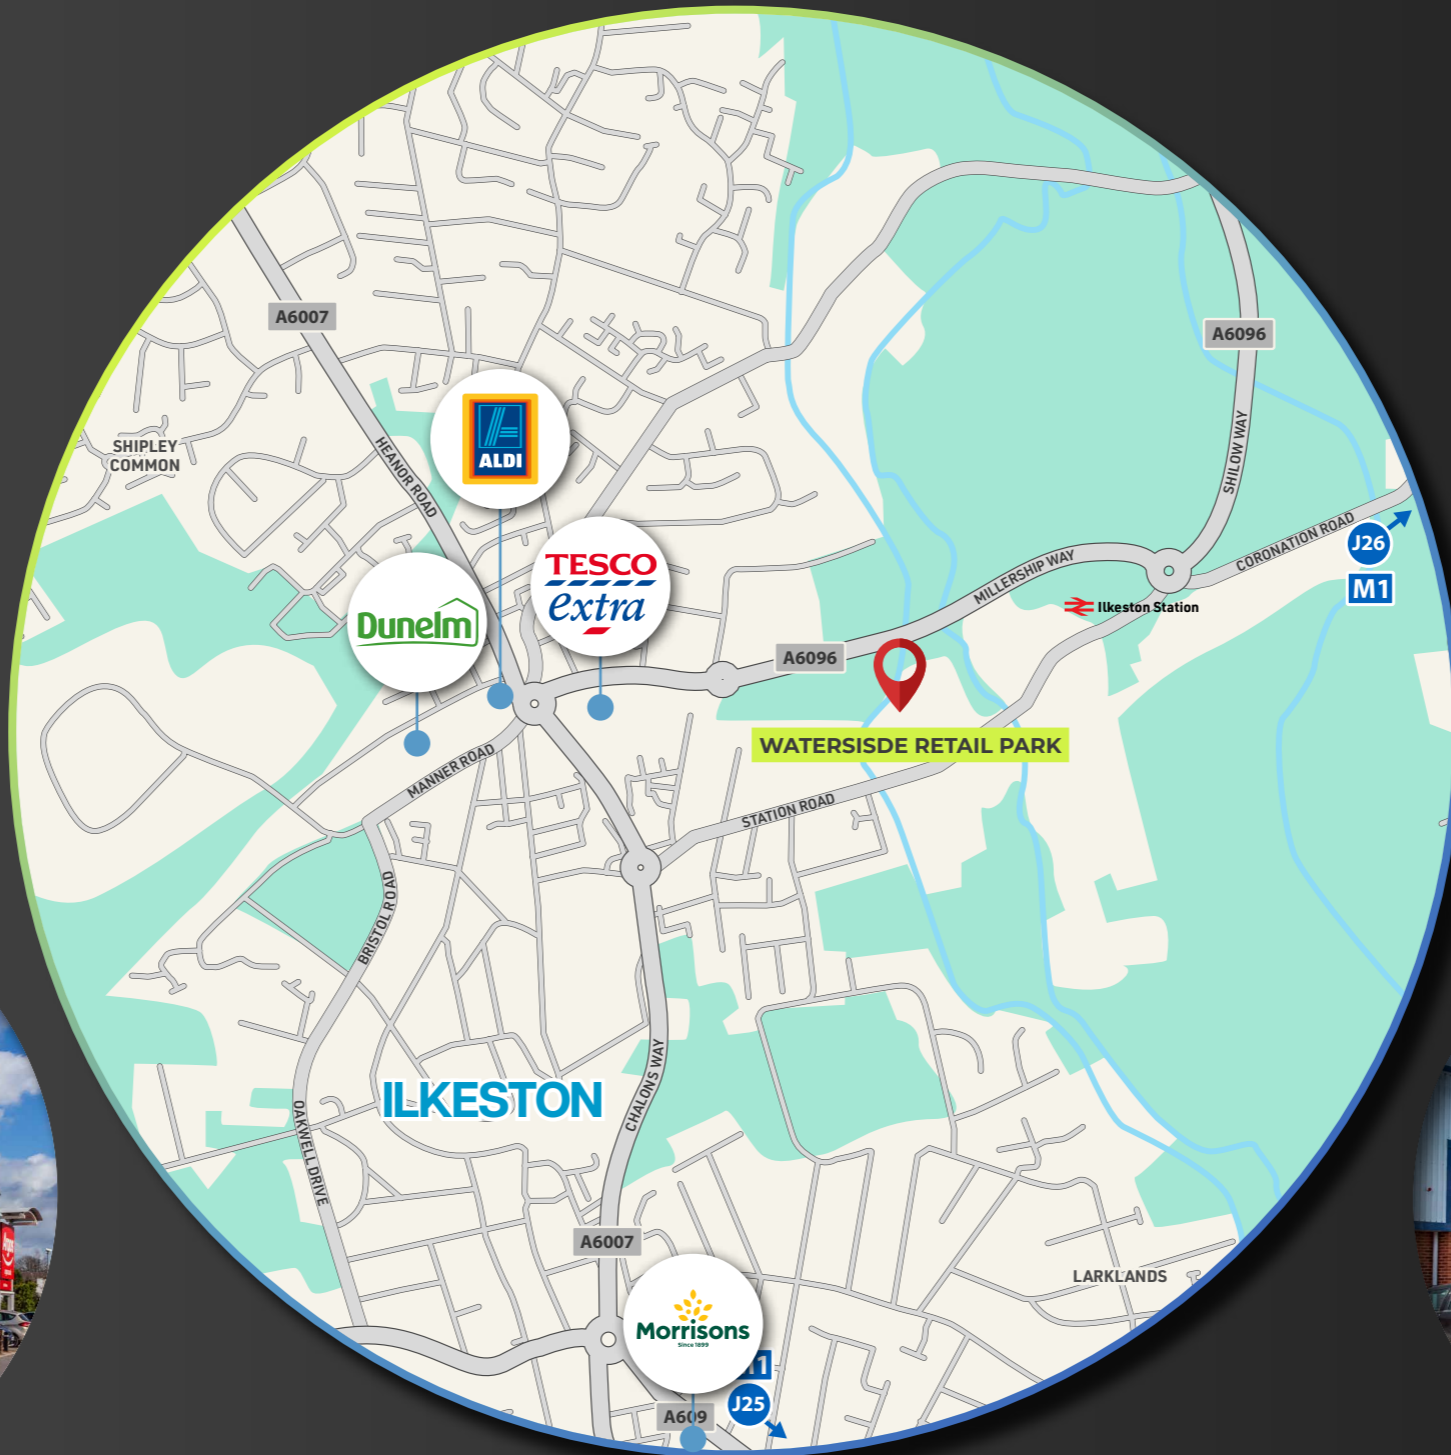 A6007
A6096
SHIPLEY
COMMON
HEANOR ROAD
ALDI
SHILOW WAY
TESCO
extra
Dunelm
MILLERSHIP WAY
CORONATION ROAD
J26
M1
Ilkeston Station
A6096
WATERSISDE RETAIL PARK
MANNER ROAD
STATION ROAD
BRISTOL ROAD
ILKESTON
CHALONS WAY
OAKWELL DRIVE
A6007
LARKLANDS
Morrisons
Since 1899
J25
A609